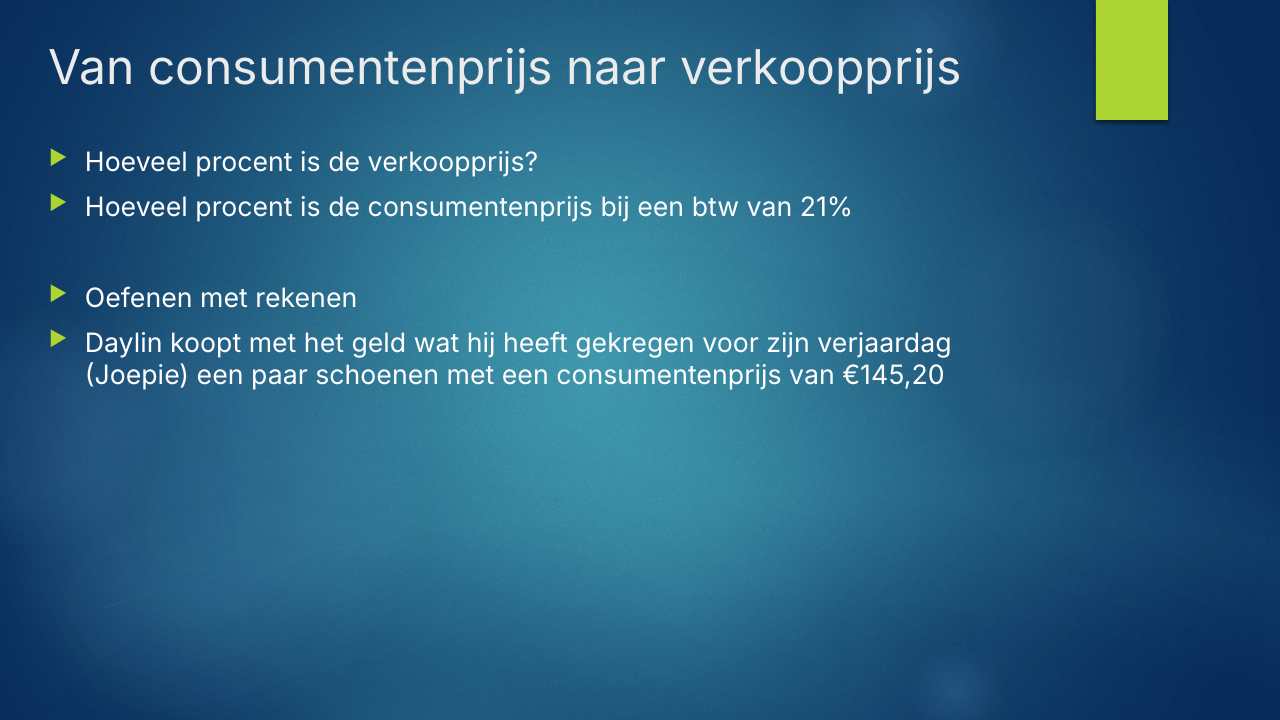 Van consumentenprijs naar verkoopprijs
Hoeveel procent is de verkoopprijs?
Hoeveel procent is de consumentenprijs bij een btw van 21%
Oefenen met rekenen
Daylin koopt met het geld wat hij heeft gekregen voor zijn verjaardag
(Joepie) een paar schoenen met een consumentenprijs van €145,20